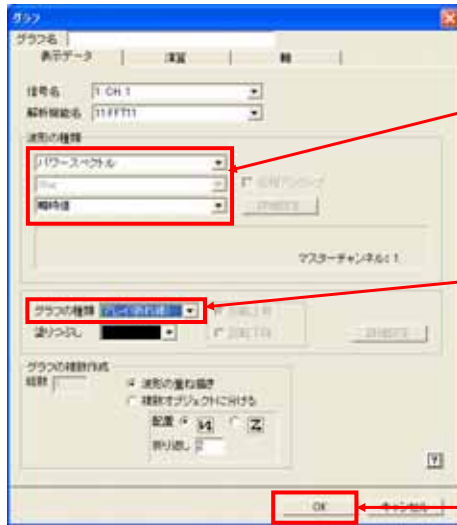 グラフ
グラフ名
表示データ 演算 軸
信号名 1 CH 1
解析機能名 11 FFT11
波形の種類
パワースペクトル
瞬時値
マスターチャンネル: 1
グラフの種類
塗りつぶし
グラフの複数作成
個数
波形の重ね描き
複数オブジェクトに分ける
配置 И Z
折り返し
?
OK キャンセル